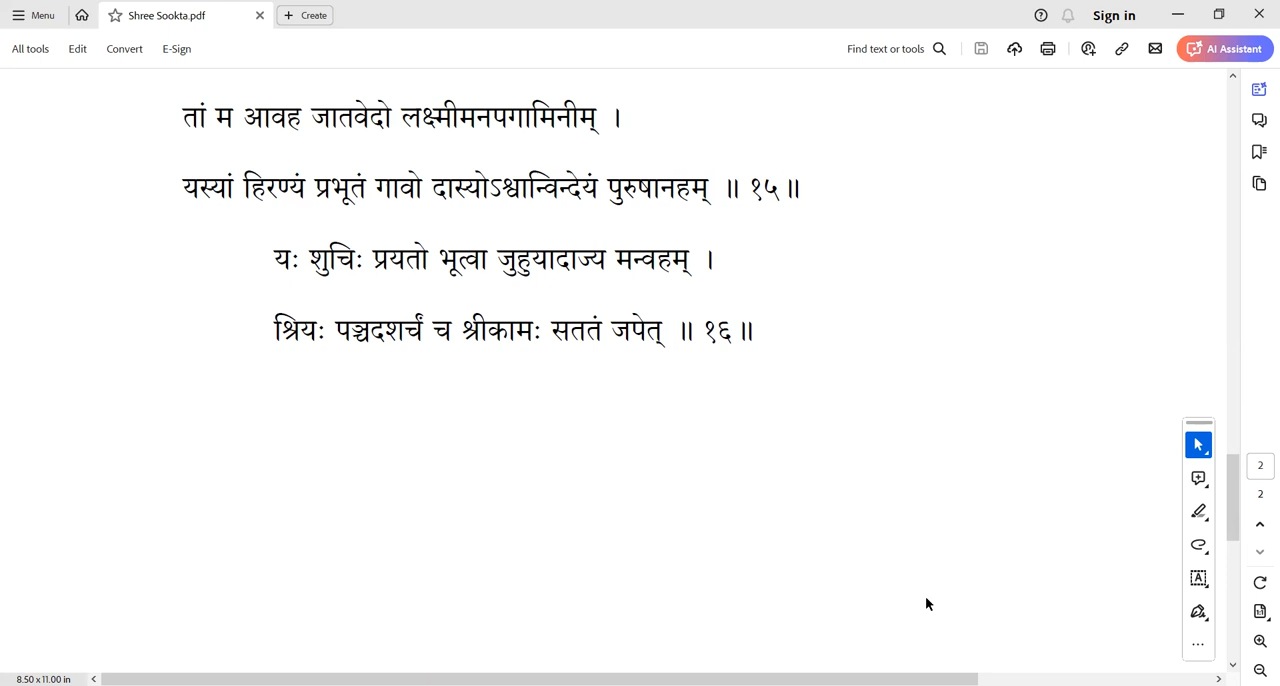 Menu
Shree Sookta.pdf
Create
Sign in
All tools
Edit
Convert
E-Sign
Find text or tools
AI Assistant
तां म आवह जातवेदो लक्ष्मीमनपगामिनीम् ।
यस्यां हिरण्यं प्रभूतं गावो दास्योऽश्वान्विन्देयं पुरुषानहम् ॥ १५॥
यः शुचिः प्रयतो भूत्वा जुहुयादाज्य मन्वहम् ।
श्रियः पञ्चदशर्चं च श्रीकामः सततं जपेत् ॥ १६॥
2
2
8.50 x 11.00 in